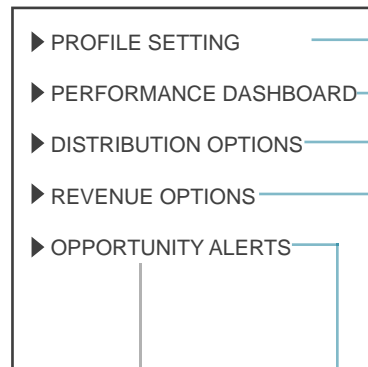 PROFILE SETTING
PERFORMANCE DASHBOARD
DISTRIBUTION OPTIONS
REVENUE OPTIONS
OPPORTUNITY ALERTS